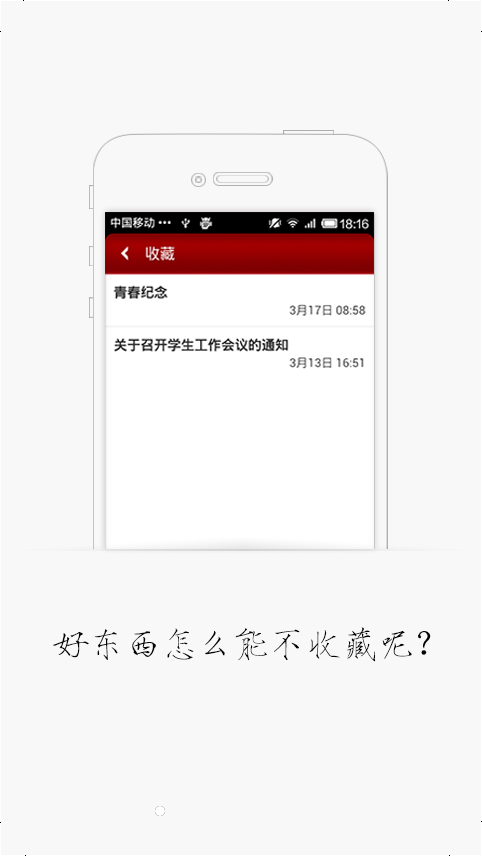 中国移动 ••• 18:16
收藏
青春纪念
3月17日 08:58
关于召开学生工作会议的通知
3月13日 16:51
好东西怎么能不收藏呢?